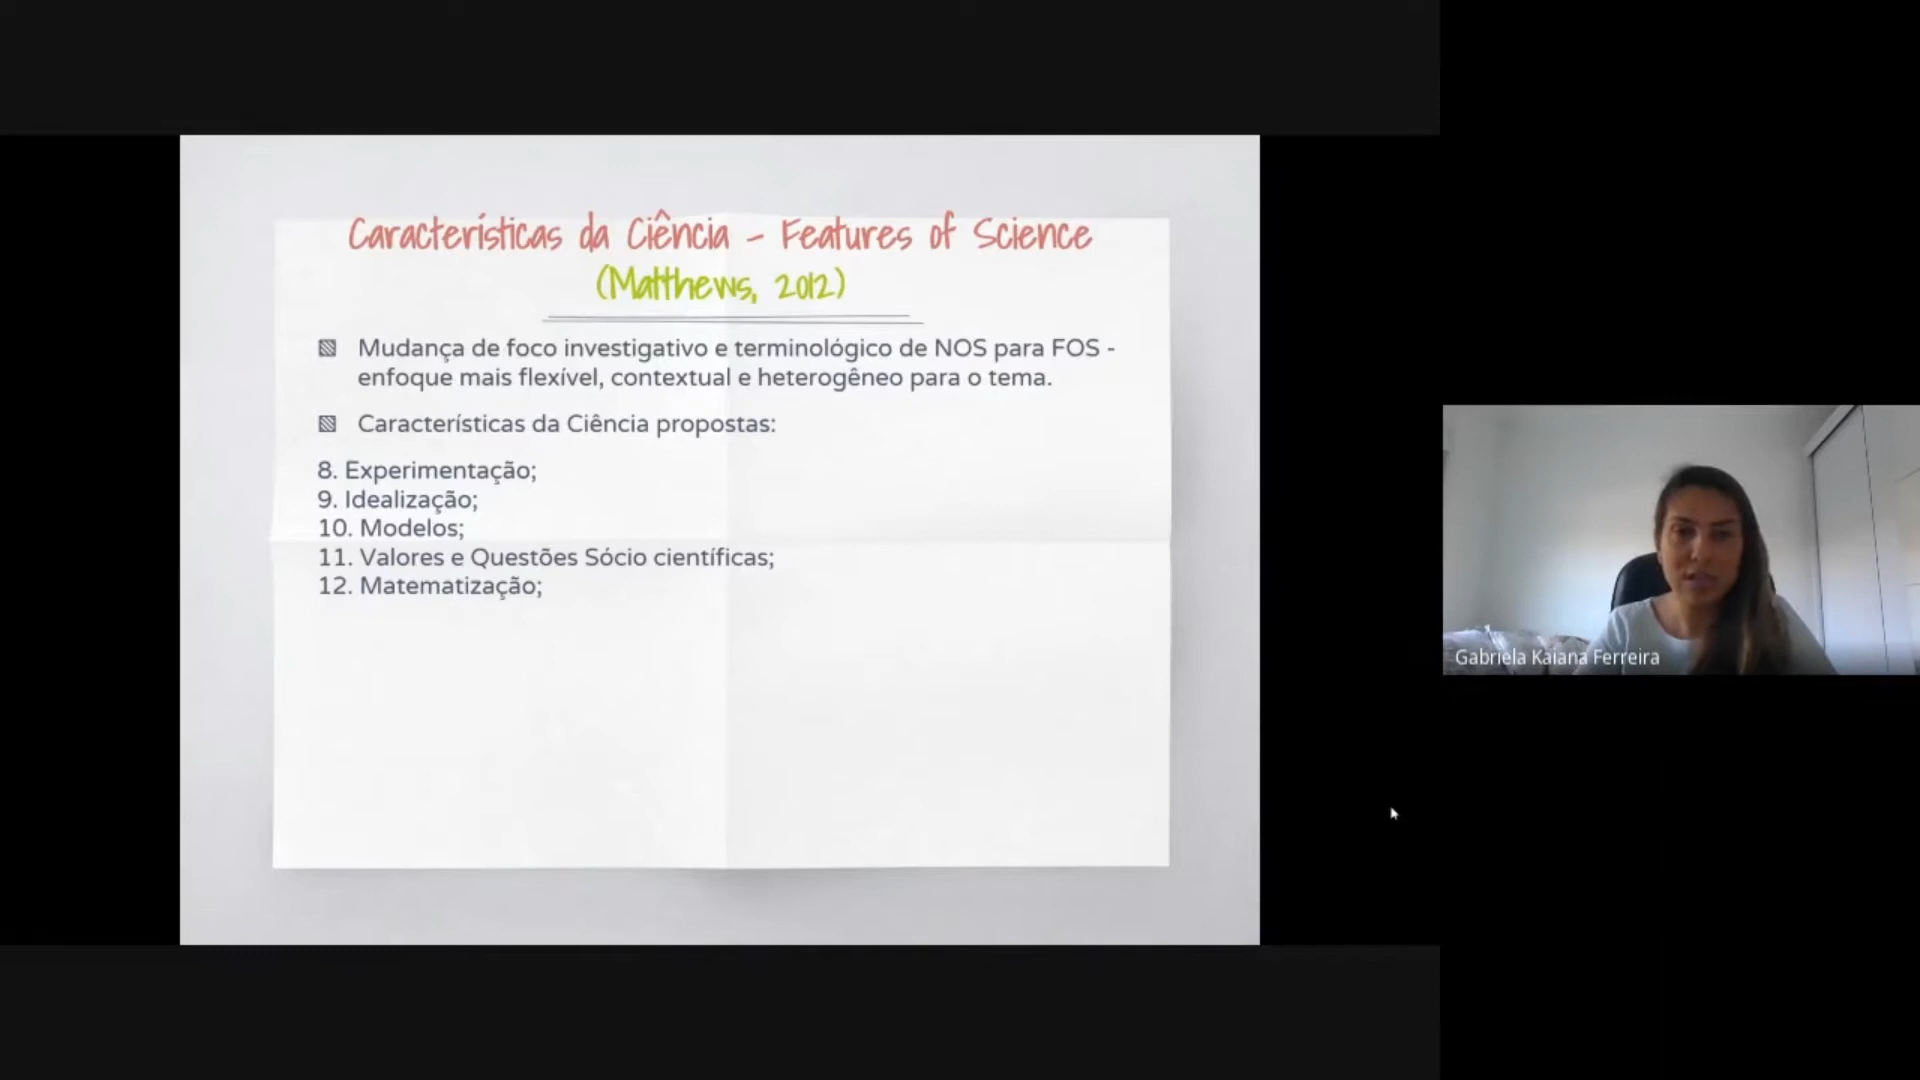 Características da Ciência - Features of Science
(Matthews, 2012)
Mudança de foco investigativo e terminológico de NOS para FOS -
enfoque mais flexível, contextual e heterogêneo para o tema.
Características da Ciência propostas:
8. Experimentação;
9. Idealização;
10. Modelos;
11. Valores e Questões Sócio científicas;
12. Matematização;
Gabriela Kaiana Ferreira